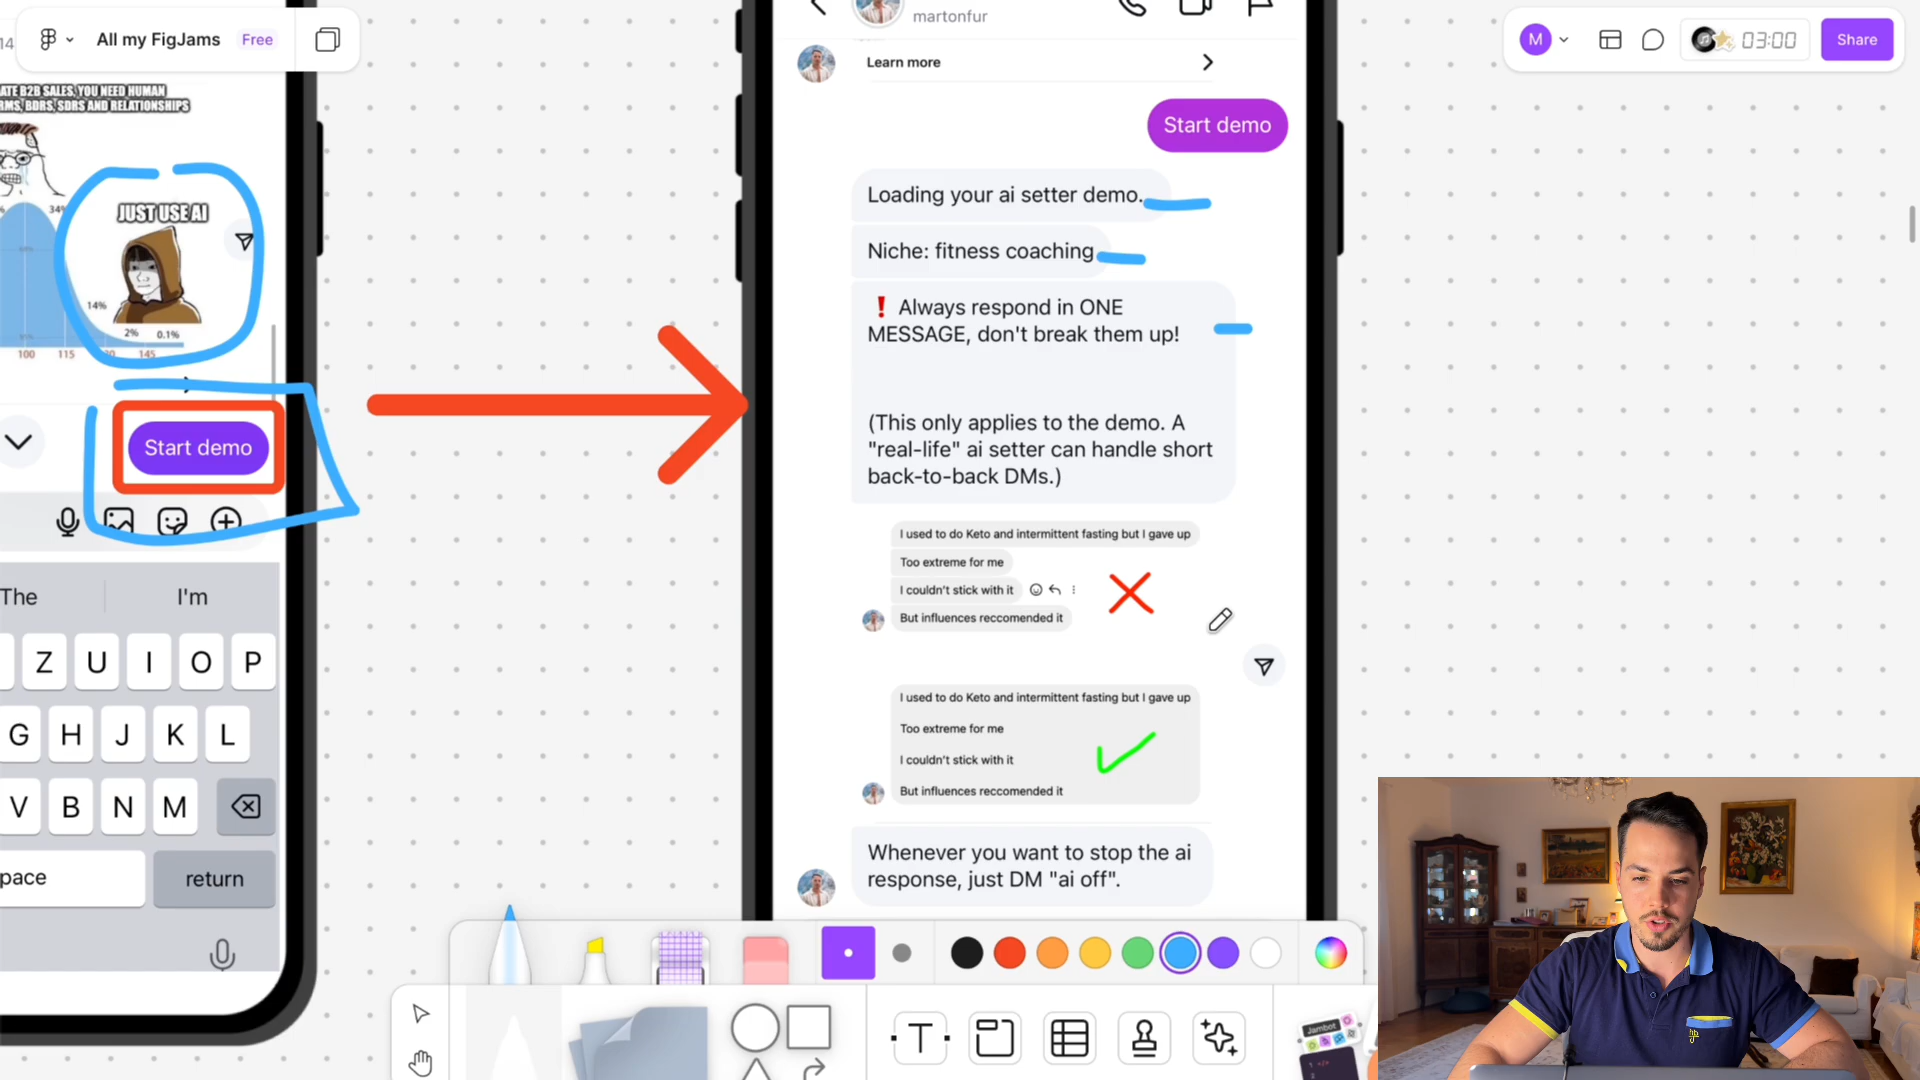 14
All my FigJams
Free
ATE B2B SALES, YOU NEED HUMAN
RMS, BDRS, SDRS AND RELATIONSHIPS
34%
JUST USE AI
14%
2%
0.1%
100
115
145
Start demo
The
I'm
Z U I O P
G H J K L
V B N M
pace
return
martonfur
Learn more
Start demo
Loading your ai setter demo.
Niche: fitness coaching
❗ Always respond in ONE
MESSAGE, don't break them up!
(This only applies to the demo. A
"real-life" ai setter can handle short
back-to-back DMs.)
I used to do Keto and intermittent fasting but I gave up
Too extreme for me
I couldn't stick with it
But influences reccomended it
I used to do Keto and intermittent fasting but I gave up
Too extreme for me
I couldn't stick with it
But influences reccomended it
Whenever you want to stop the ai
response, just DM "ai off".
M
03:00
Share
T
Jambot